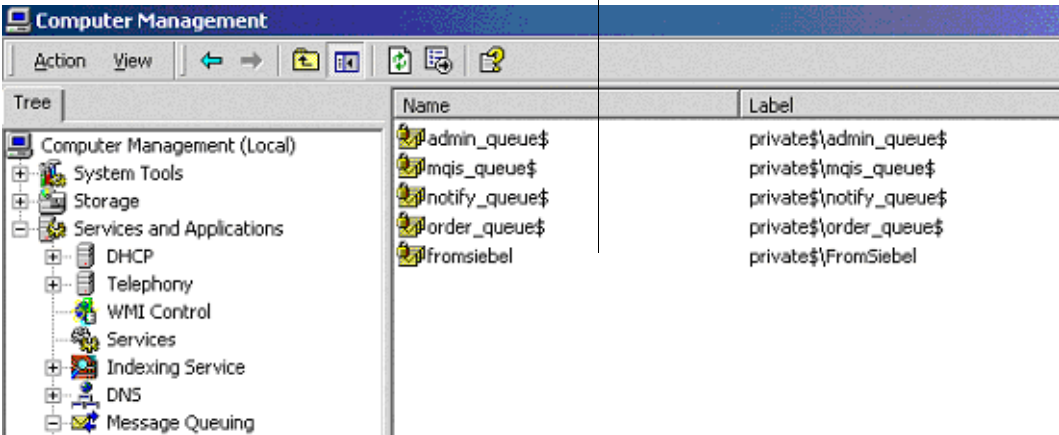 Computer Management
Action View
Tree
Name Label
Computer Management (Local)
System Tools
Storage
Services and Applications
DHCP
Telephony
WMI Control
Services
Indexing Service
DNS
Message Queuing
admin_queue$ private$\admin_queue$
mqis_queue$ private$\mqis_queue$
notify_queue$ private$\notify_queue$
order_queue$ private$\order_queue$
fromsiebel private$\FromSiebel